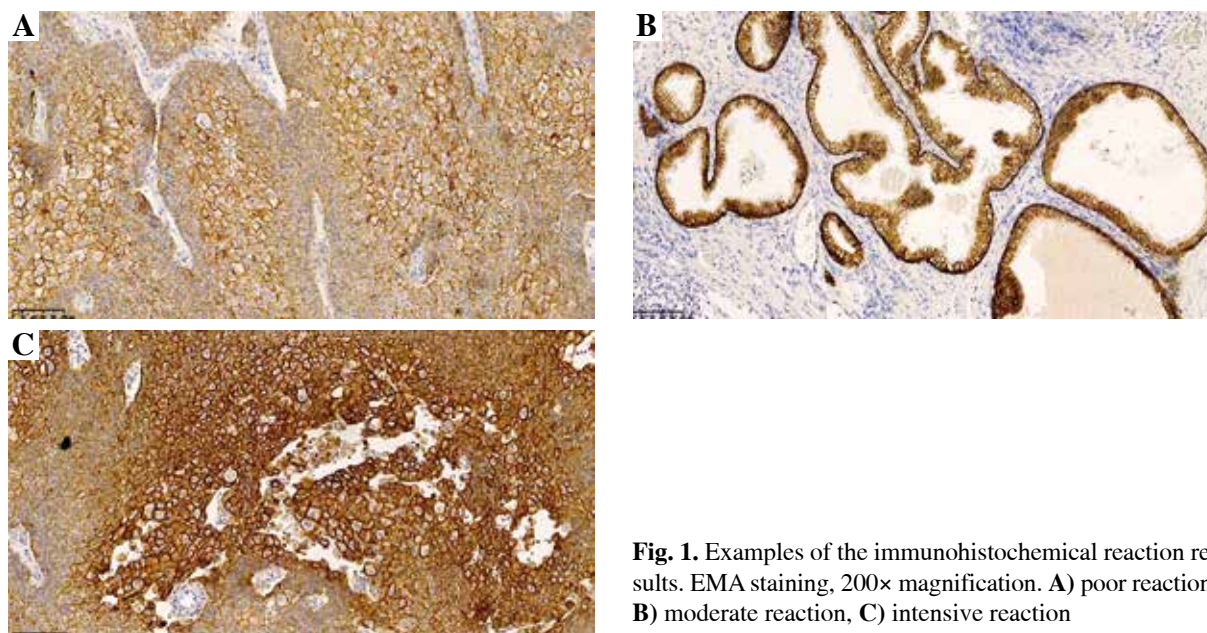 A
B
C
Fig. 1. Examples of the immunohistochemical reaction re
sults. EMA staining, 200× magnification. A) poor reaction
B) moderate reaction, C) intensive reaction